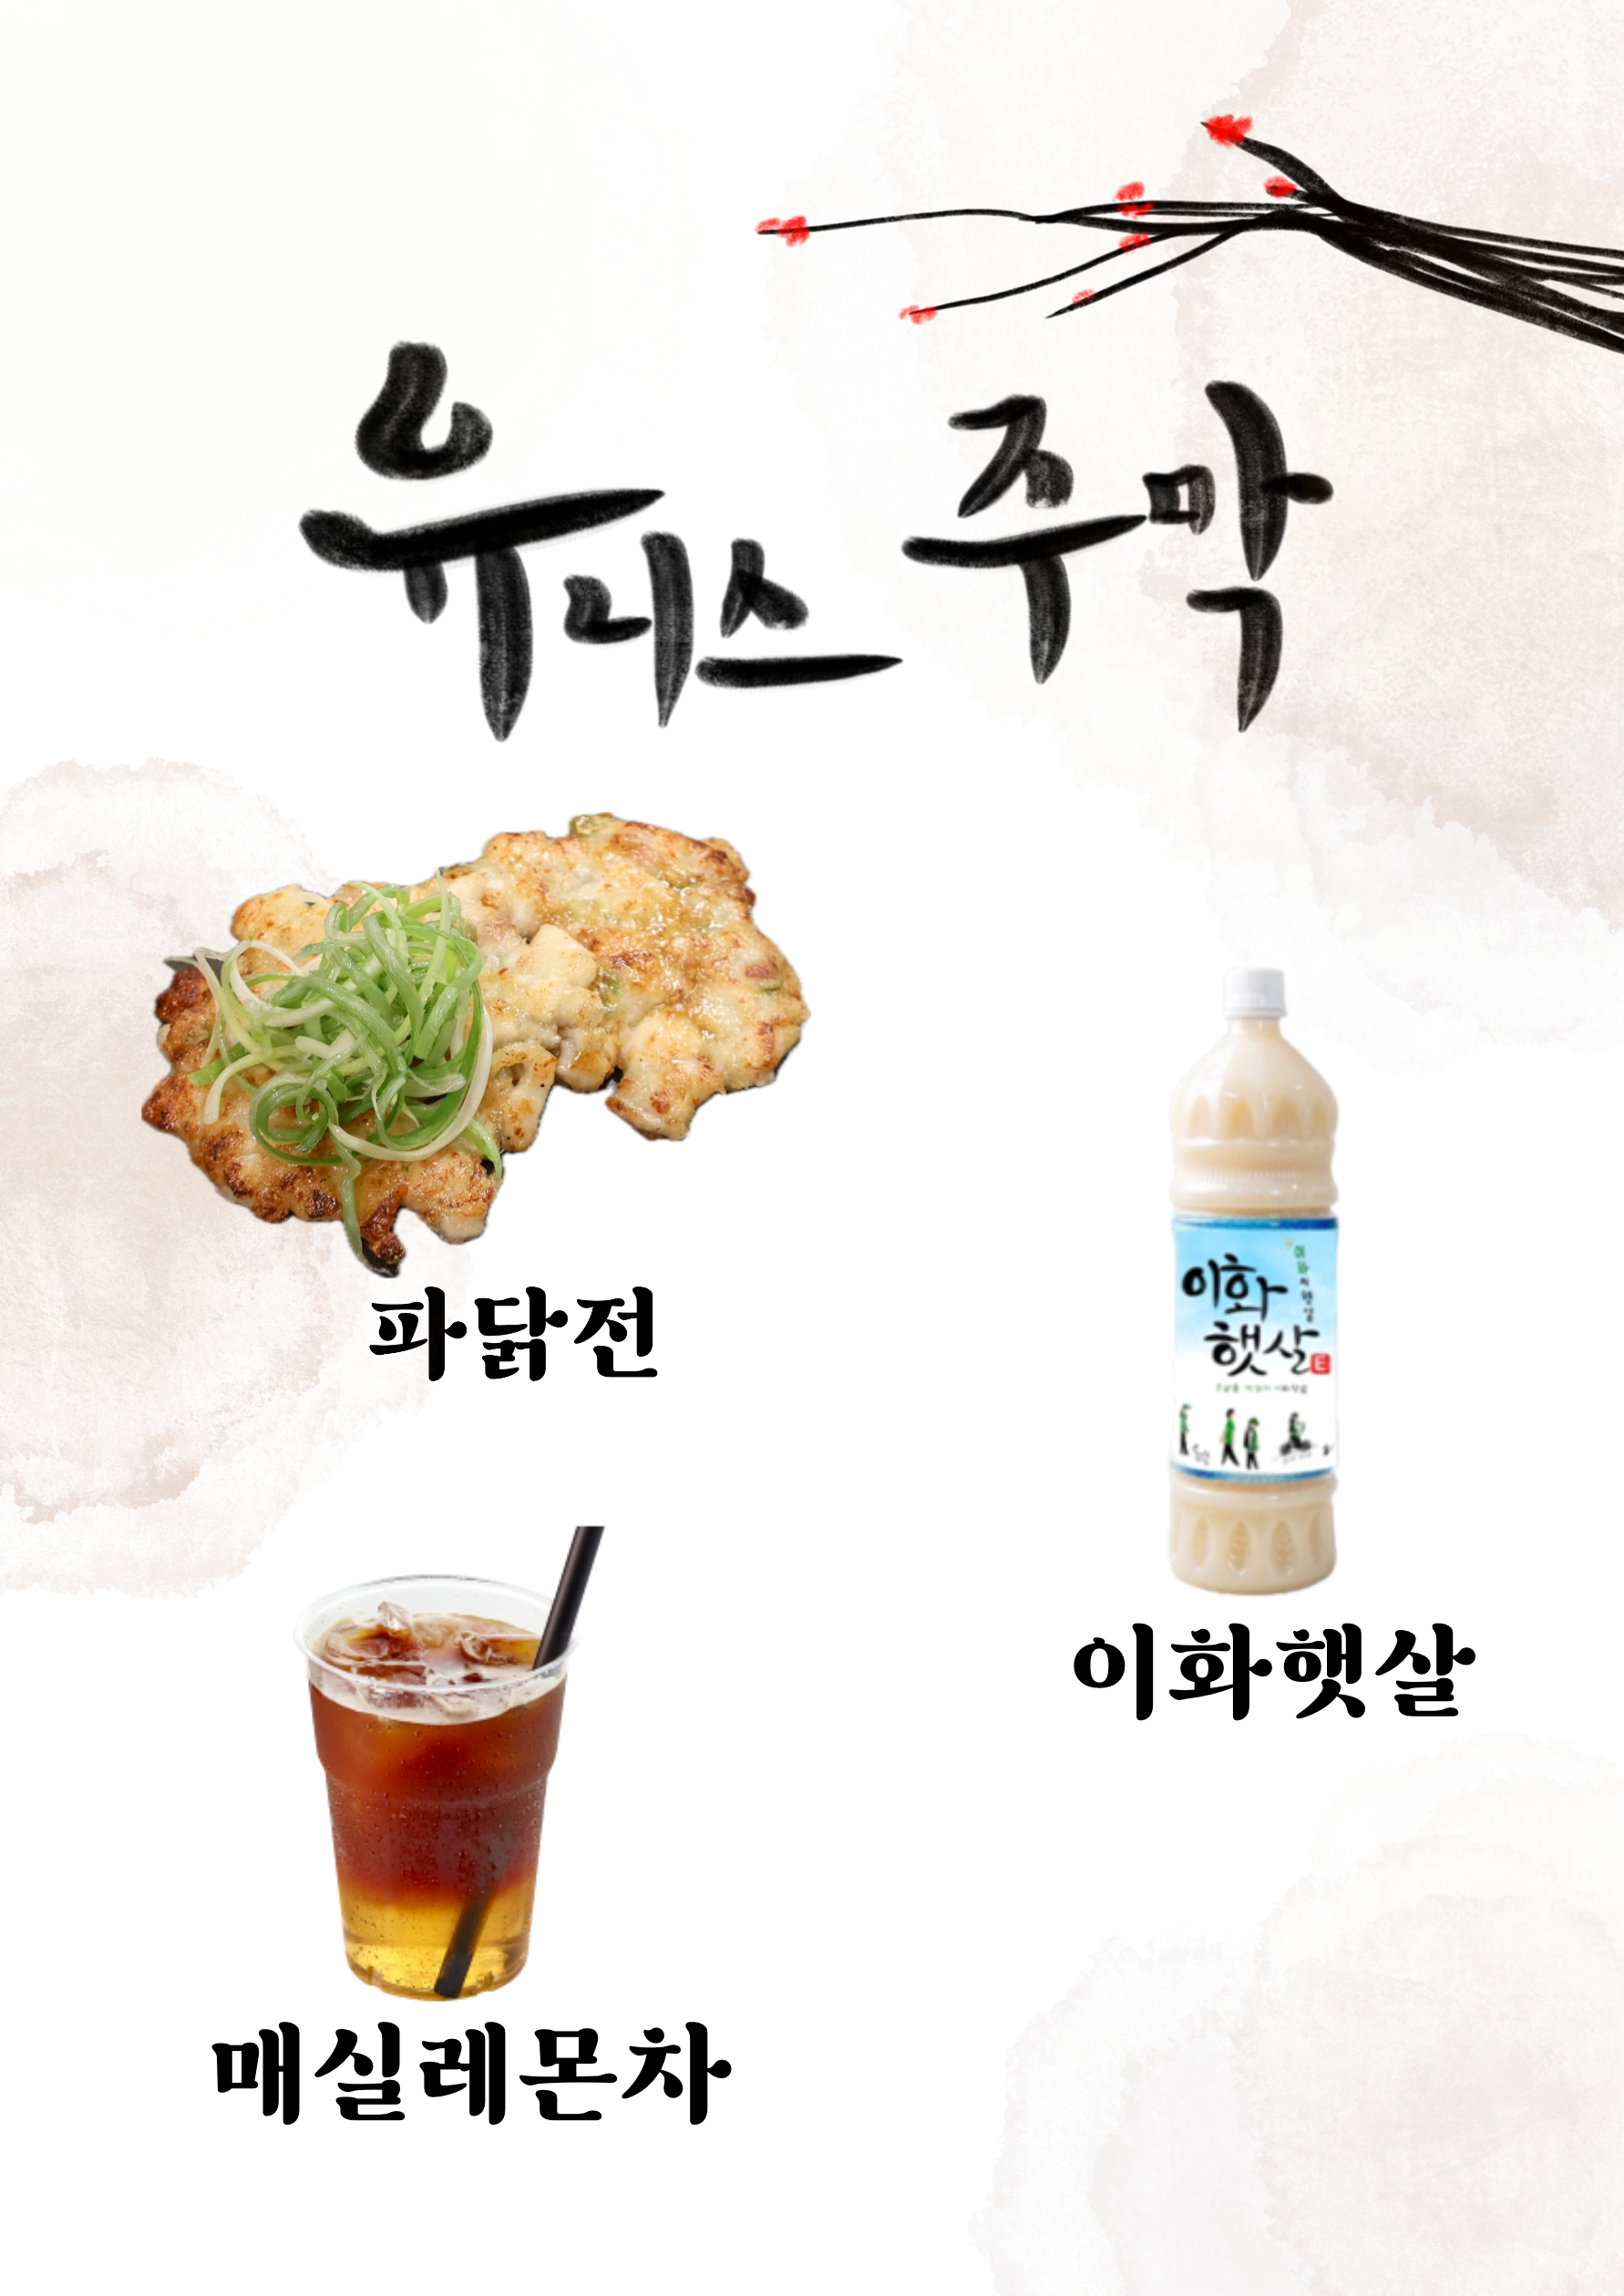 유피스 주막
파닭전
이화
햇살
이화햇살
매실레몬차